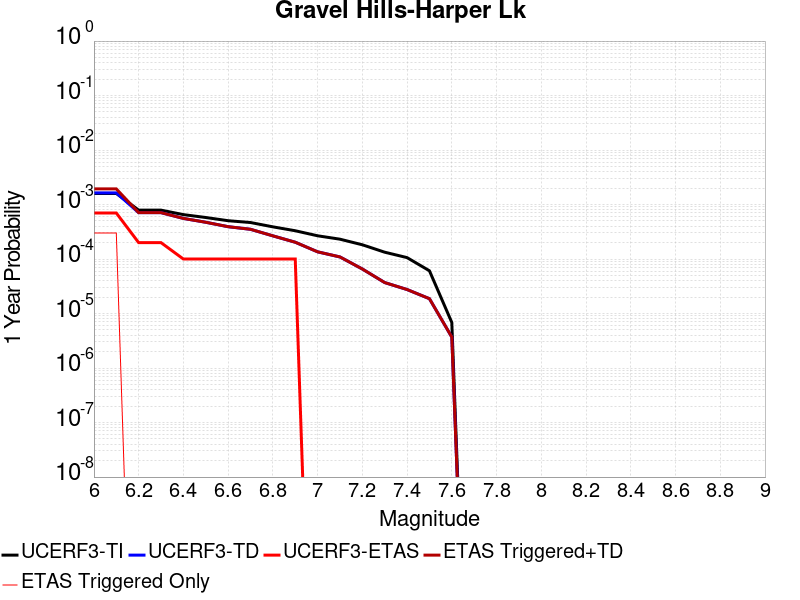 Gravel Hills-Harper Lk
10^0
10^-1
10^-2
10^-3
10^-4
10^-5
10^-6
10^-7
10^-8
1 Year Probability
6 6.2 6.4 6.6 6.8 7 7.2 7.4 7.6 7.8 8 8.2 8.4 8.6 8.8 9
Magnitude
UCERF3-TI UCERF3-TD UCERF3-ETAS ETAS Triggered+TD
ETAS Triggered Only